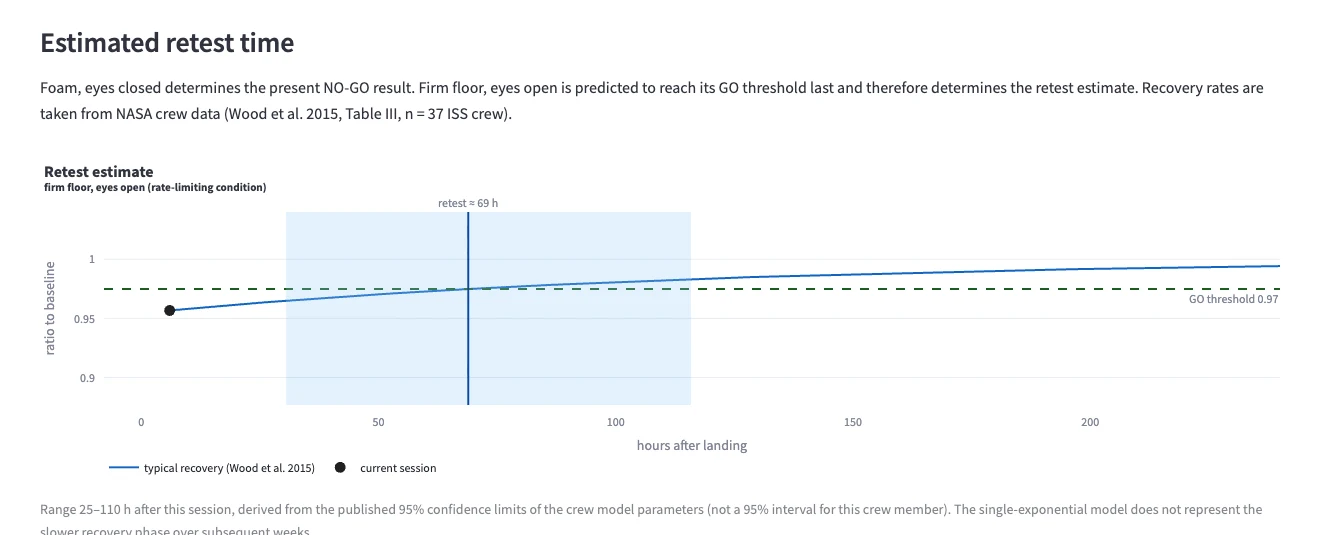 Estimated retest time
Foam, eyes closed determines the present NO-GO result. Firm floor, eyes open is predicted to reach its GO threshold last and therefore determines the retest estimate. Recovery rates are
taken from NASA crew data (Wood et al. 2015, Table III, n = 37 ISS crew).
Retest estimate
firm floor, eyes open (rate-limiting condition)
retest ≈ 69 h
1
0.95
0.9
ratio to baseline
GO threshold 0.97
0 50 100 150 200
hours after landing
typical recovery (Wood et al. 2015) current session
Range 25–110 h after this session, derived from the published 95% confidence limits of the crew model parameters (not a 95% interval for this crew member). The single-exponential model does not represent the
slower recovery phase over subsequent weeks.